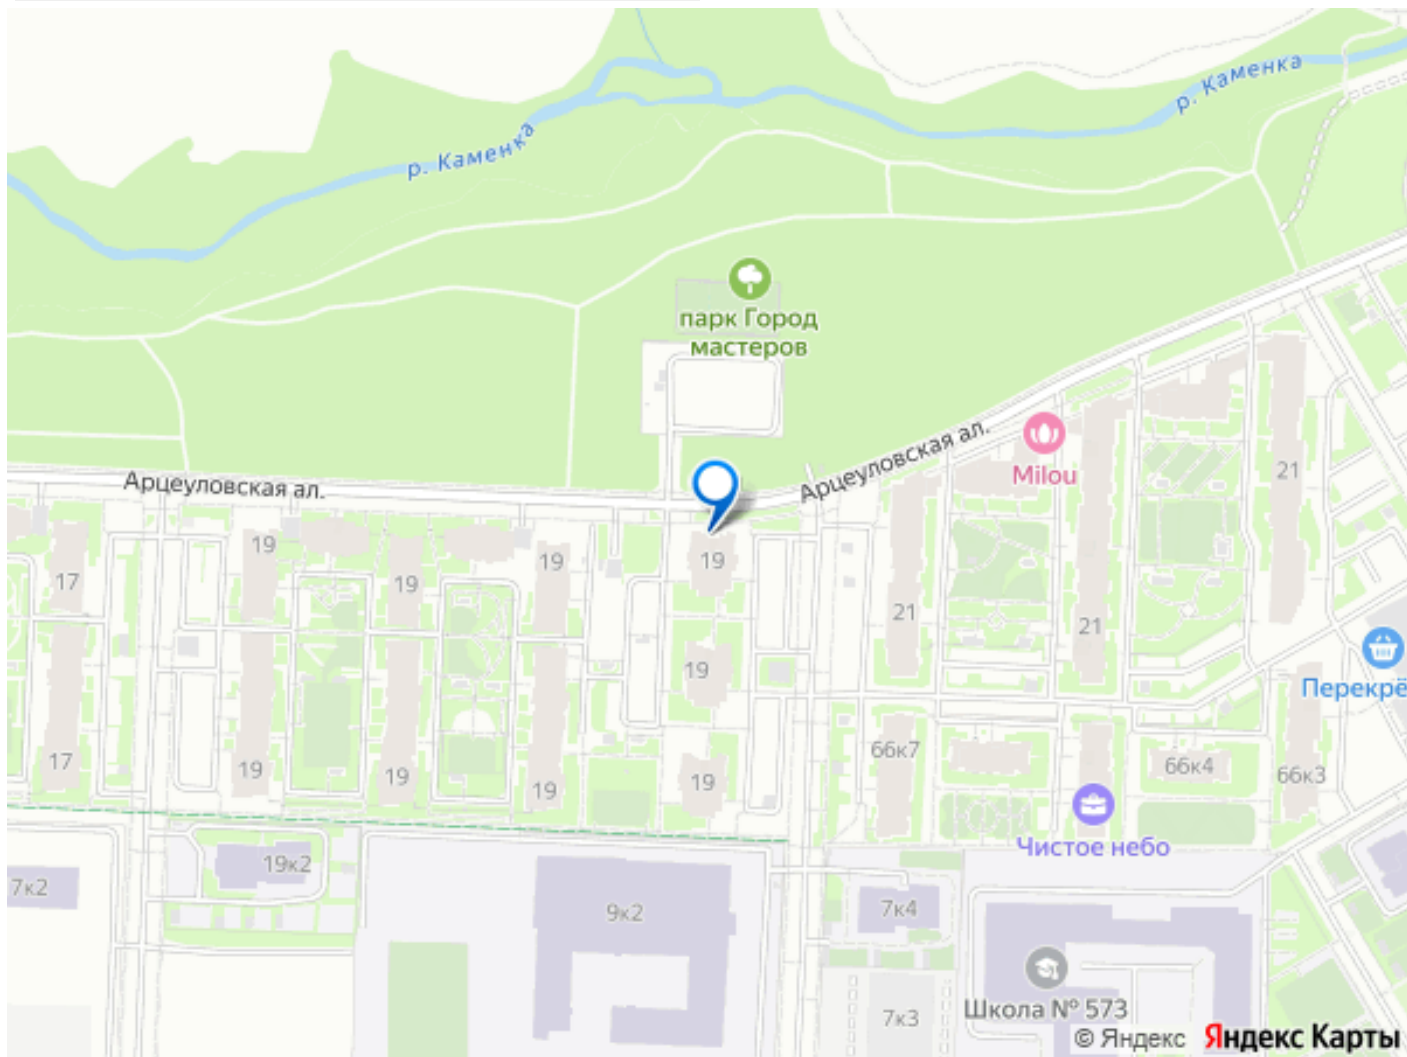 р. Каменка
р. Каменка
парк Город
мастеров
Арцеуловская ал.
Milou
21
Арцеуловская ал.
19
19
19
19
17
19
21
21
19
Перекрё
66к7
66к4
66к3
17
19
19
19
19
Чистое небо
19к2
7к2
9к2
7к4
Школа № 573
7к3
© Яндекс Яндекс Карты